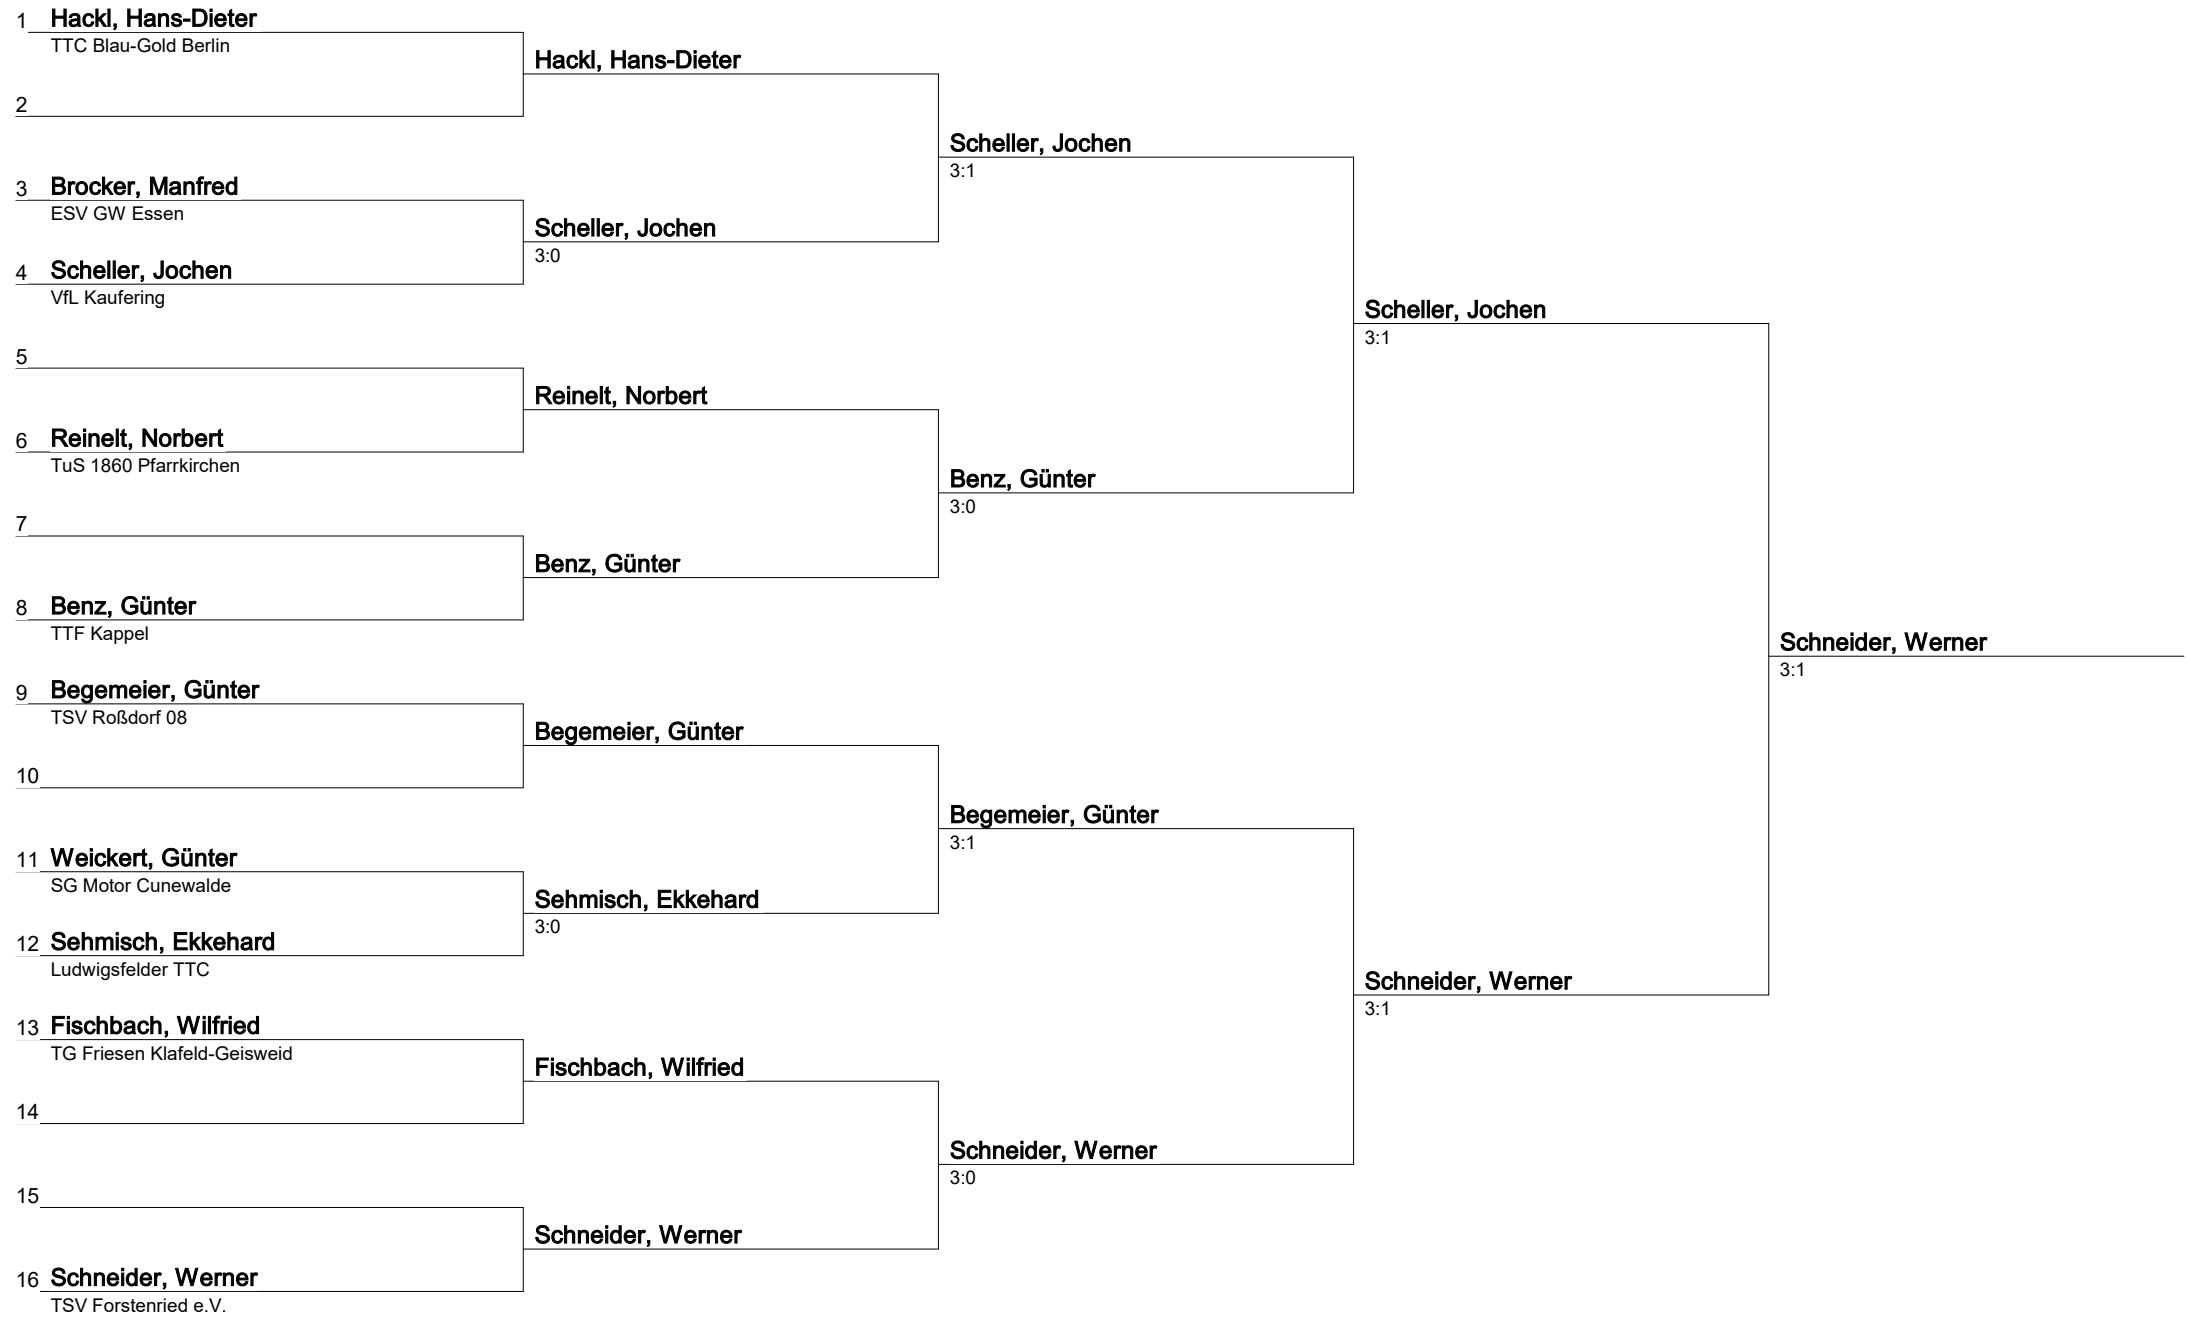 1 Hackl, Hans-Dieter
TTC Blau-Gold Berlin
Hackl, Hans-Dieter
2
Scheller, Jochen
3:1
3 Brocker, Manfred
ESV GW Essen
Scheller, Jochen
3:0
4 Scheller, Jochen
VfL Kaufering
Scheller, Jochen
3:1
5
Reinelt, Norbert
6 Reinelt, Norbert
TuS 1860 Pfarrkirchen
Benz, Günter
3:0
7
Benz, Günter
8 Benz, Günter
TTF Kappel
Schneider, Werner
3:1
9 Begemeier, Günter
TSV Roßdorf 08
Begemeier, Günter
10
Begemeier, Günter
3:1
11 Weickert, Günter
SG Motor Cunewalde
Sehmisch, Ekkehard
3:0
12 Sehmisch, Ekkehard
Ludwigsfelder TTC
Schneider, Werner
3:1
13 Fischbach, Wilfried
TG Friesen Klafeld-Geisweid
Fischbach, Wilfried
14
Schneider, Werner
3:0
15
Schneider, Werner
16 Schneider, Werner
TSV Forstenried e.V.